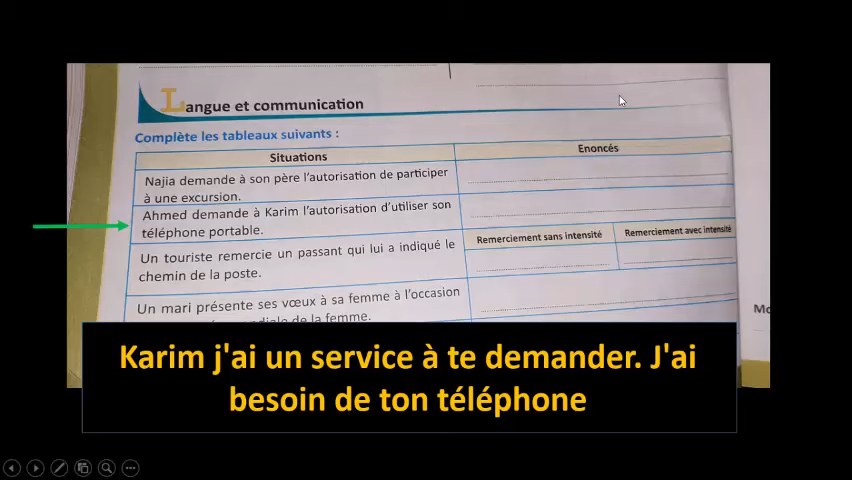 Langue et communication
Complète les tableaux suivants :
Situations
Enoncés
Najia demande à son père l'autorisation de participer
à une excursion.
Ahmed demande à Karim l'autorisation d'utiliser son
téléphone portable.
Remerciement sans intensité
Remerciement avec intensité
Un touriste remercie un passant qui lui a indiqué le
chemin de la poste.
Un mari présente ses vœux à sa femme à l'occasion
de la femme.
Karim j'ai un service à te demander. J'ai
besoin de ton téléphone